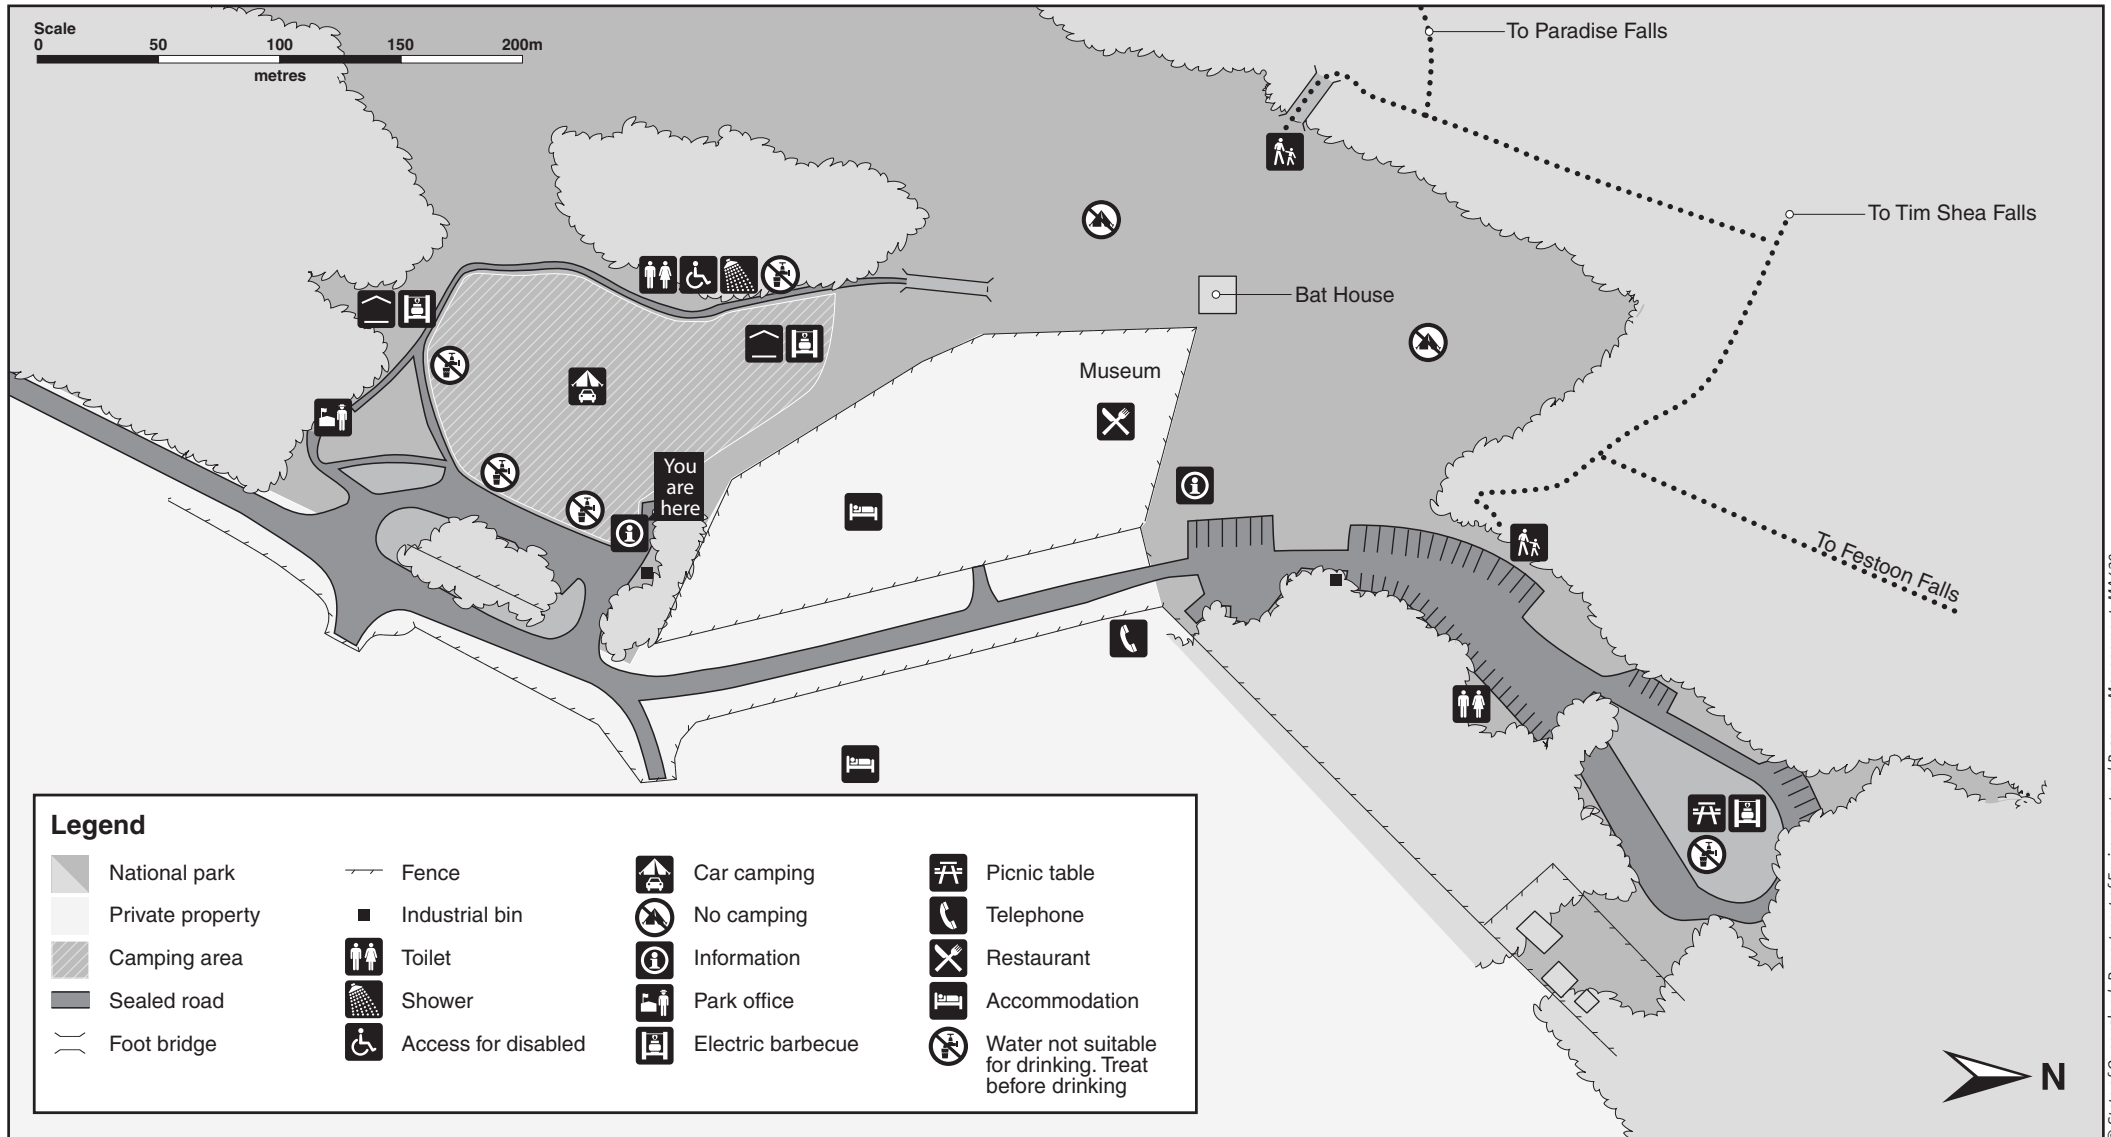 Scale
0 50 100 150 200m
metres
To Paradise Falls
To Tim Shea Falls
Bat House
Museum
You
are
here
To Festoon Falls
Legend
National park
Private property
Camping area
Sealed road
Foot bridge
Fence
Industrial bin
Toilet
Shower
Access for disabled
Car camping
No camping
Information
Park office
Electric barbecue
Picnic table
Telephone
Restaurant
Accommodation
Water not suitable
for drinking. Treat
before drinking
N